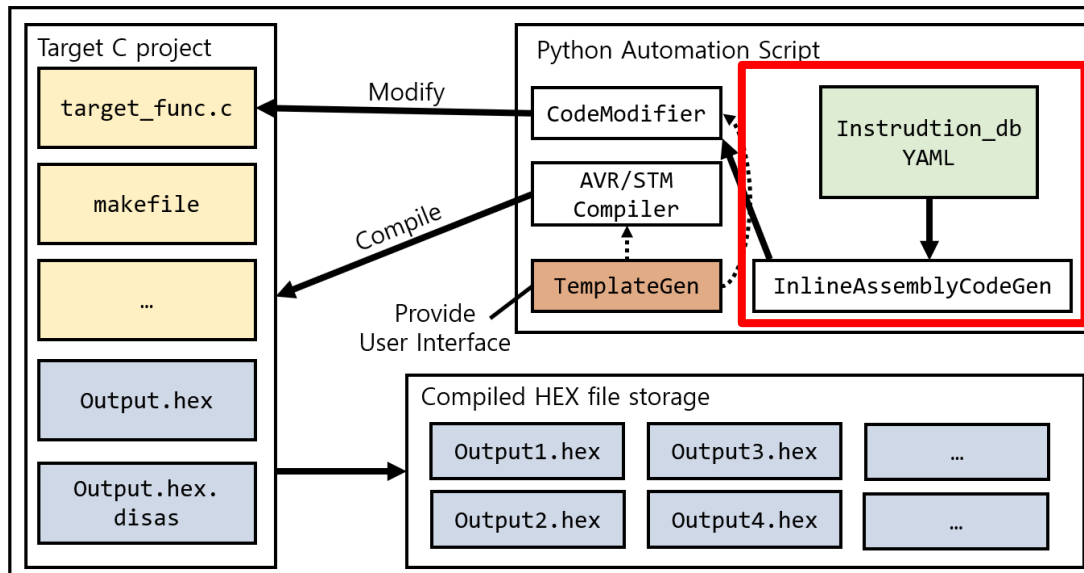 Target C project
target_func.c
makefile
…
Output.hex
Output.hex.
disas
Modify
Compile
Provide
User Interface
Python Automation Script
CodeModifier
AVR/STM
Compiler
TemplateGen
Instrudtion_db
YAML
InlineAssemblyCodeGen
Compiled HEX file storage
Output1.hex
Output3.hex
…
Output2.hex
Output4.hex
…